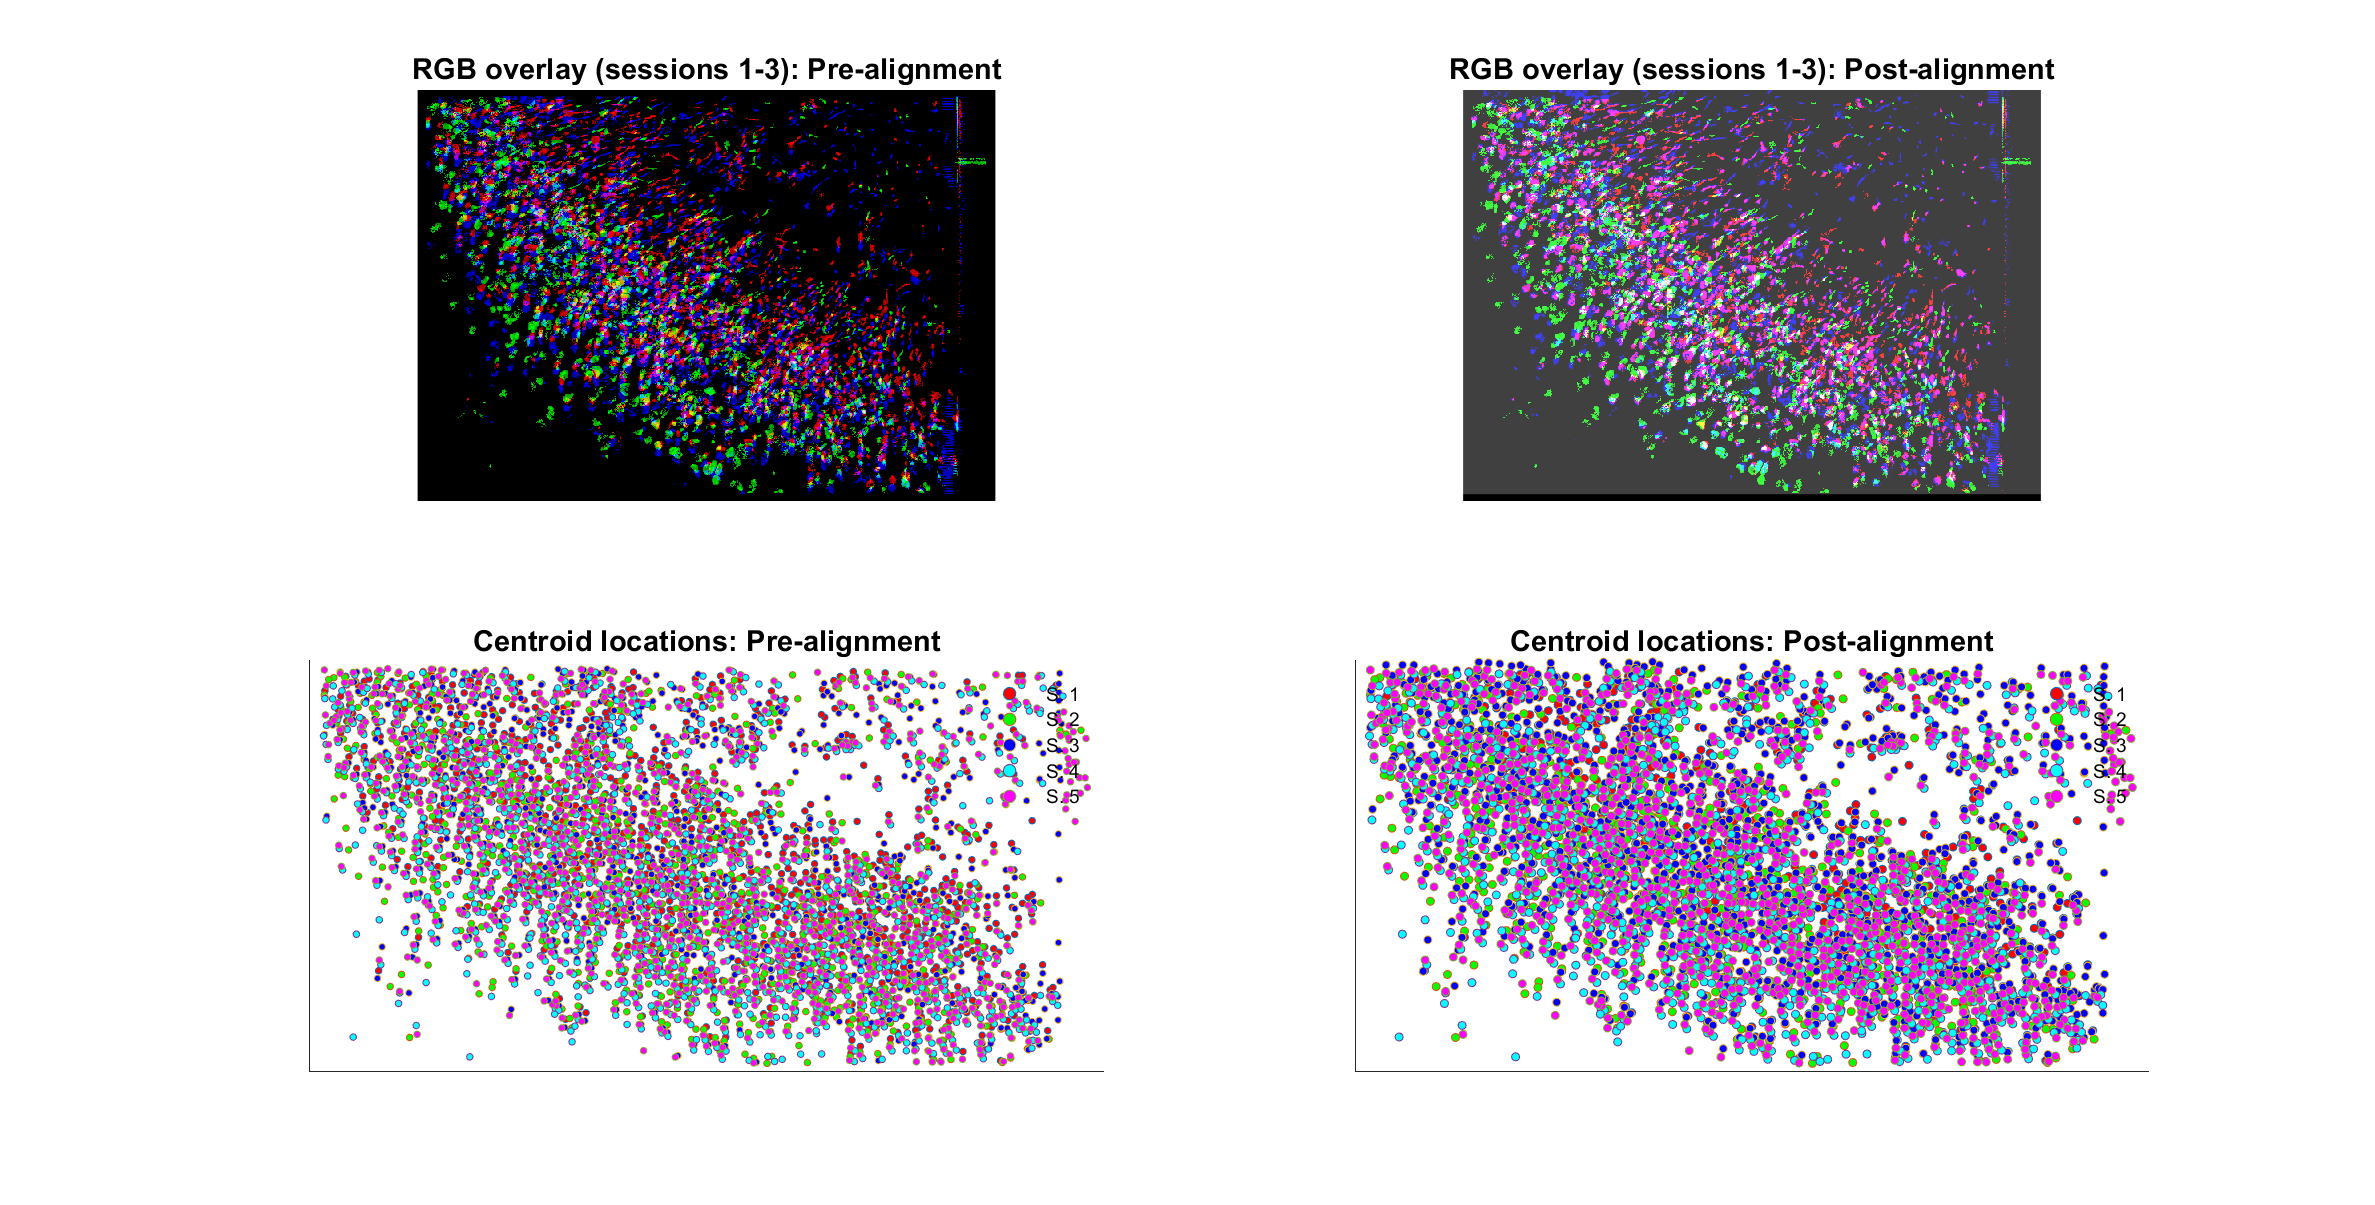 RGB overlay (sessions 1-3): Pre-alignment
RGB overlay (sessions 1-3): Post-alignment
Centroid locations: Pre-alignment
S. 1
S. 2
S. 3
S. 4
S. 5
Centroid locations: Post-alignment
S. 1
S. 2
S. 3
S. 4
S. 5